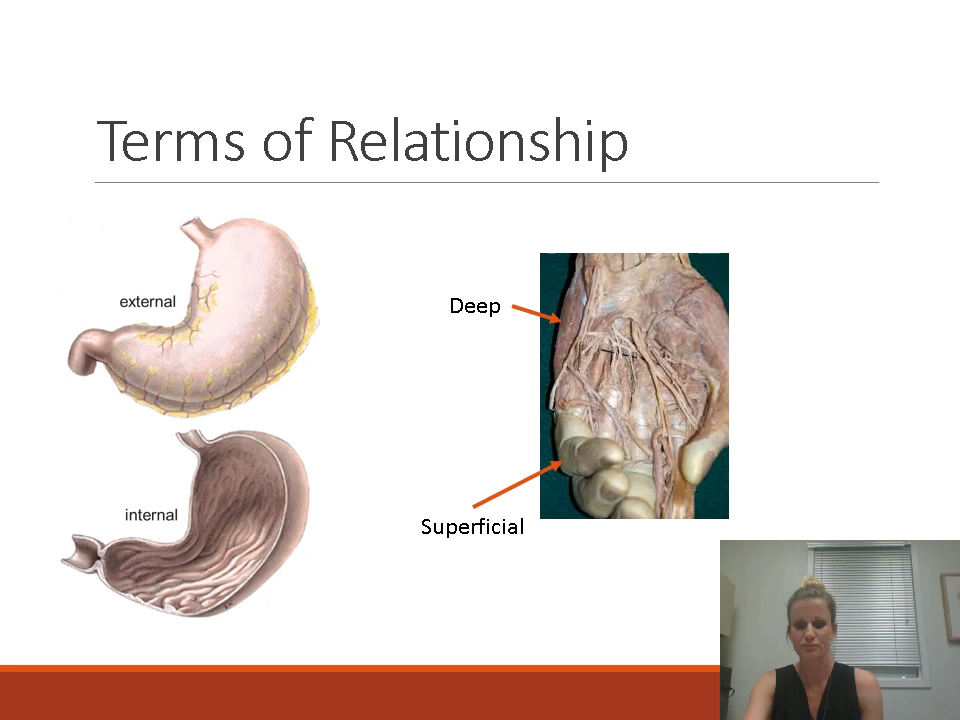 Terms of Relationship
external
Deep
internal
Superficial